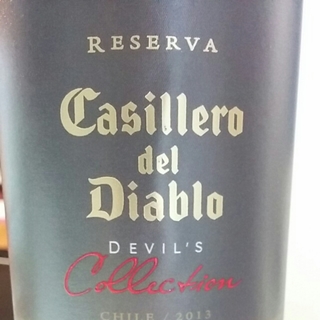 RESERVA
Casillero
del
Diablo
DEVIL'S
Collection
CHILE / 2013